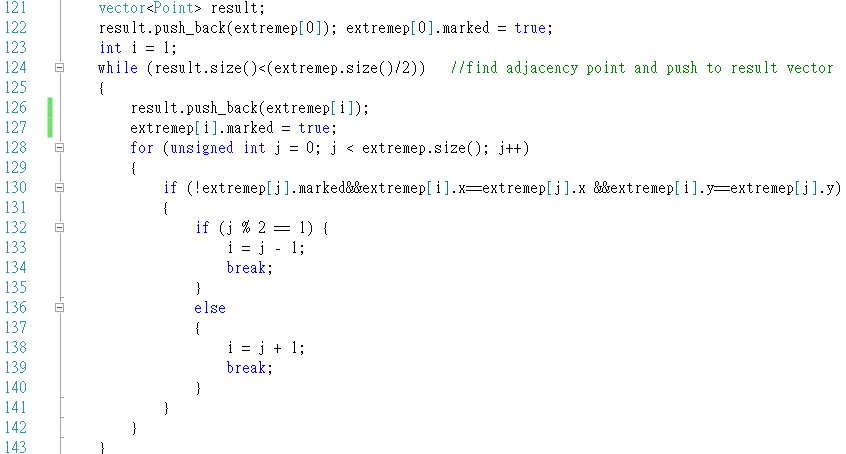 121 vector<Point> result;
122 result.push_back(extremep[0]); extremep[0].marked = true;
123 int i = 1;
124 while (result.size()<(extremep.size()/2)) //find adjacency point and push to result vector
125 {
126 result.push_back(extremep[i]);
127 extremep[i].marked = true;
128 for (unsigned int j = 0; j < extremep.size(); j++)
129 {
130 if (!extremep[j].marked&&extremep[i].x==extremep[j].x &&extremep[i].y==extremep[j].y)
131 {
132 if (j % 2 == 1) {
133 i = j - 1;
134 break;
135 }
136 else
137 {
138 i = j + 1;
139 break;
140 }
141 }
142 }
143 }